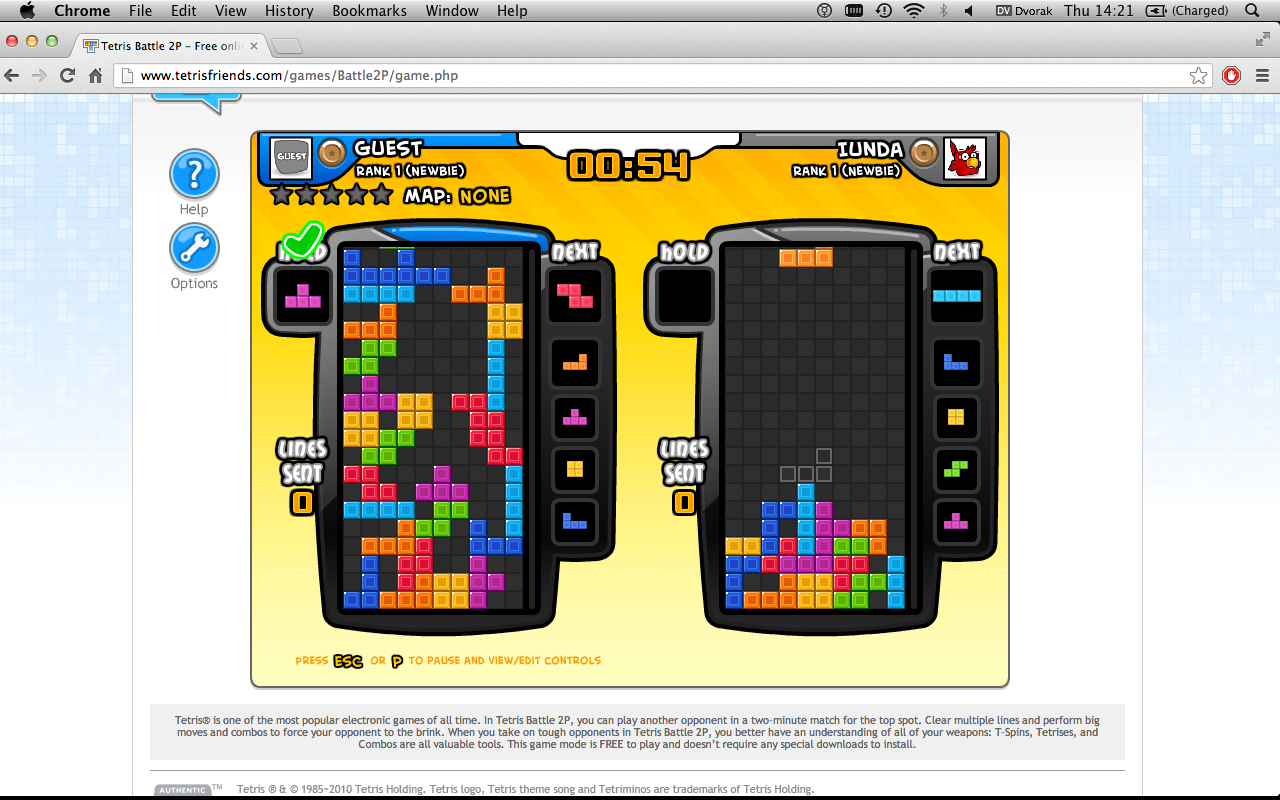 Chrome File Edit View History Bookmarks Window Help DV Dvorak Thu 14:21 (Charged)
Tetris Battle 2P – Free onli
www.tetrisfriends.com/games/Battle2P/game.php
Help
Options
GUEST
GUEST
RANK 1 (NEWBIE)
MAP: NONE
00:54
IUNDA
RANK 1 (NEWBIE)
NEXT
LINES
SENT
0
HOLD
NEXT
LINES
SENT
0
PRESS ESC OR P TO PAUSE AND VIEW/EDIT CONTROLS
Tetris® is one of the most popular electronic games of all time. In Tetris Battle 2P, you can play another opponent in a two-minute match for the top spot. Clear multiple lines and perform big
moves and combos to force your opponent to the brink. When you take on tough opponents in Tetris Battle 2P, you better have an understanding of all of your weapons: T-Spins, Tetrises, and
Combos are all valuable tools. This game mode is FREE to play and doesn't require any special downloads to install.
AUTHENTIC ™
Tetris ® & © 1985~2010 Tetris Holding. Tetris logo, Tetris theme song and Tetriminos are trademarks of Tetris Holding.